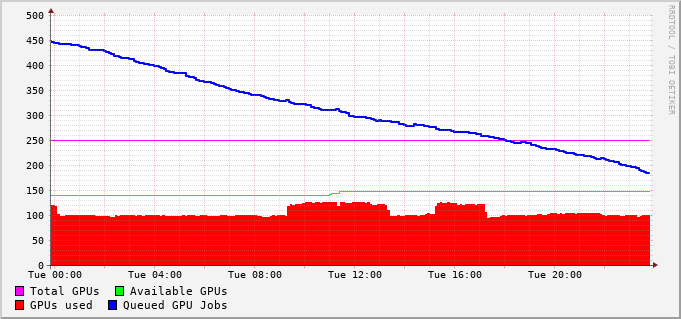 500
450
400
350
300
250
200
150
100
50
0
Tue 00:00 Tue 04:00 Tue 08:00 Tue 12:00 Tue 16:00 Tue 20:00
Total GPUs Available GPUs
GPUs used Queued GPU Jobs
RRDTOOL / TOBI OETIKER